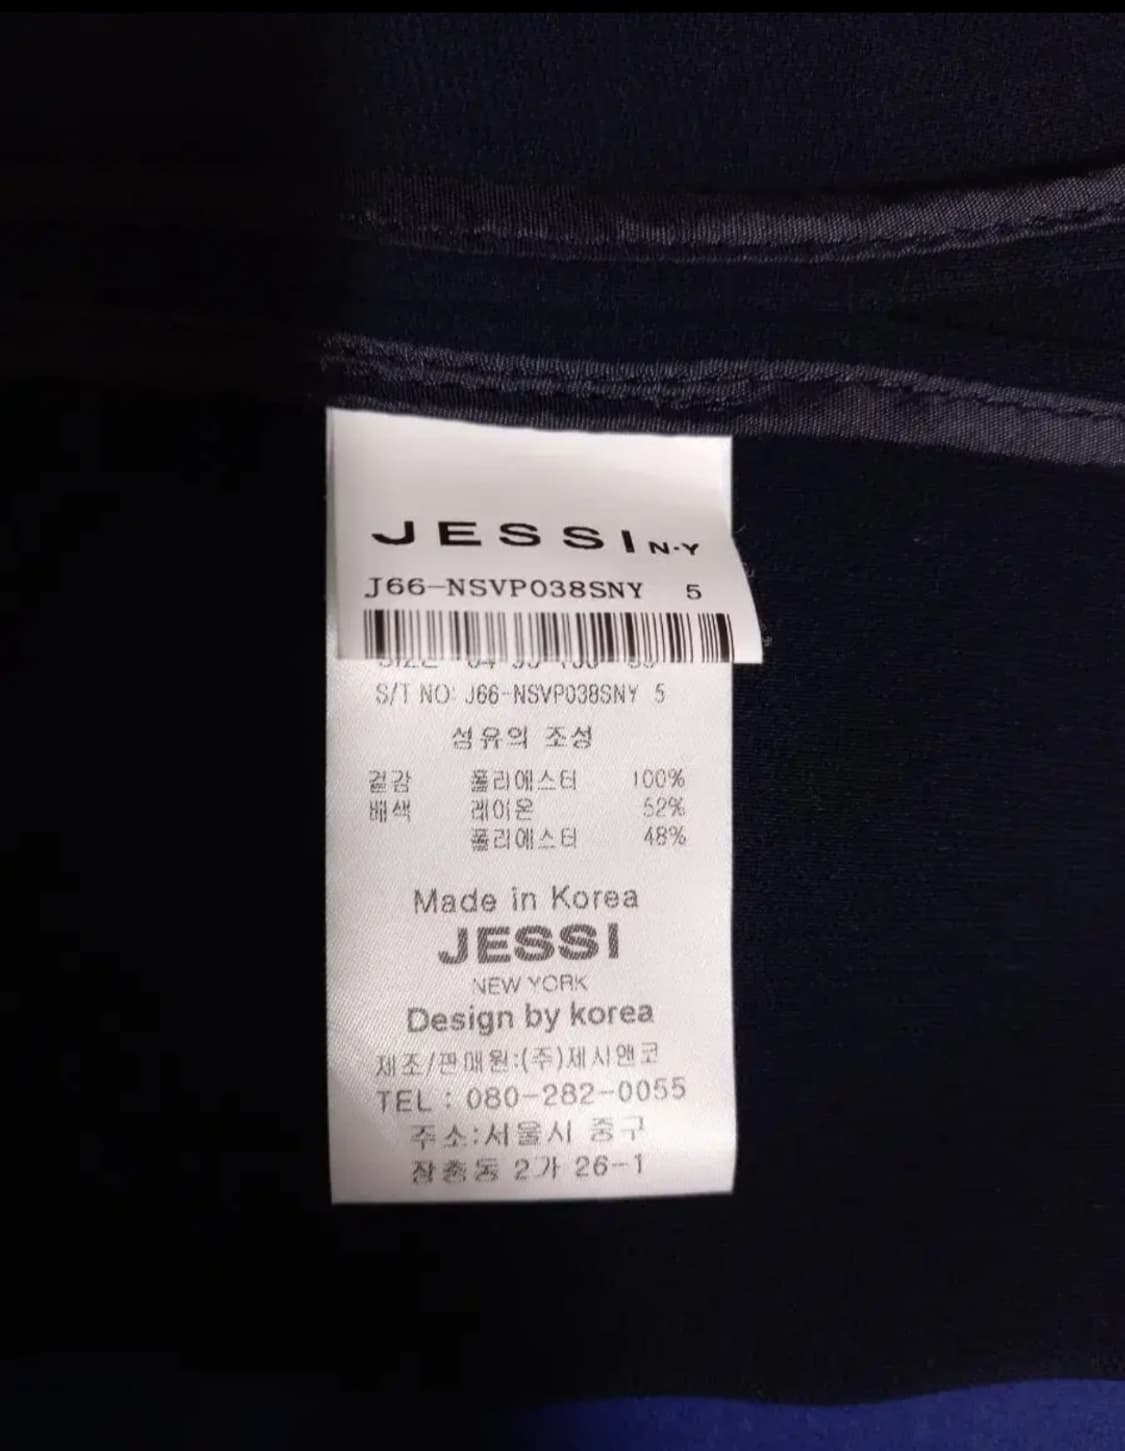 JESSI N.Y
J66-NSVP038SNY 5
S/T NO: J66-NSVP038SNY 5
섬유의 조성
겉감 폴리에스터 100%
배색 레이온 52%
폴리에스터 48%
Made in Korea
JESSI
NEW YORK
Design by korea
제조/판매원:(주)제시앤코
TEL : 080-282-0055
주소:서울시 중구
장충동 2가 26-1